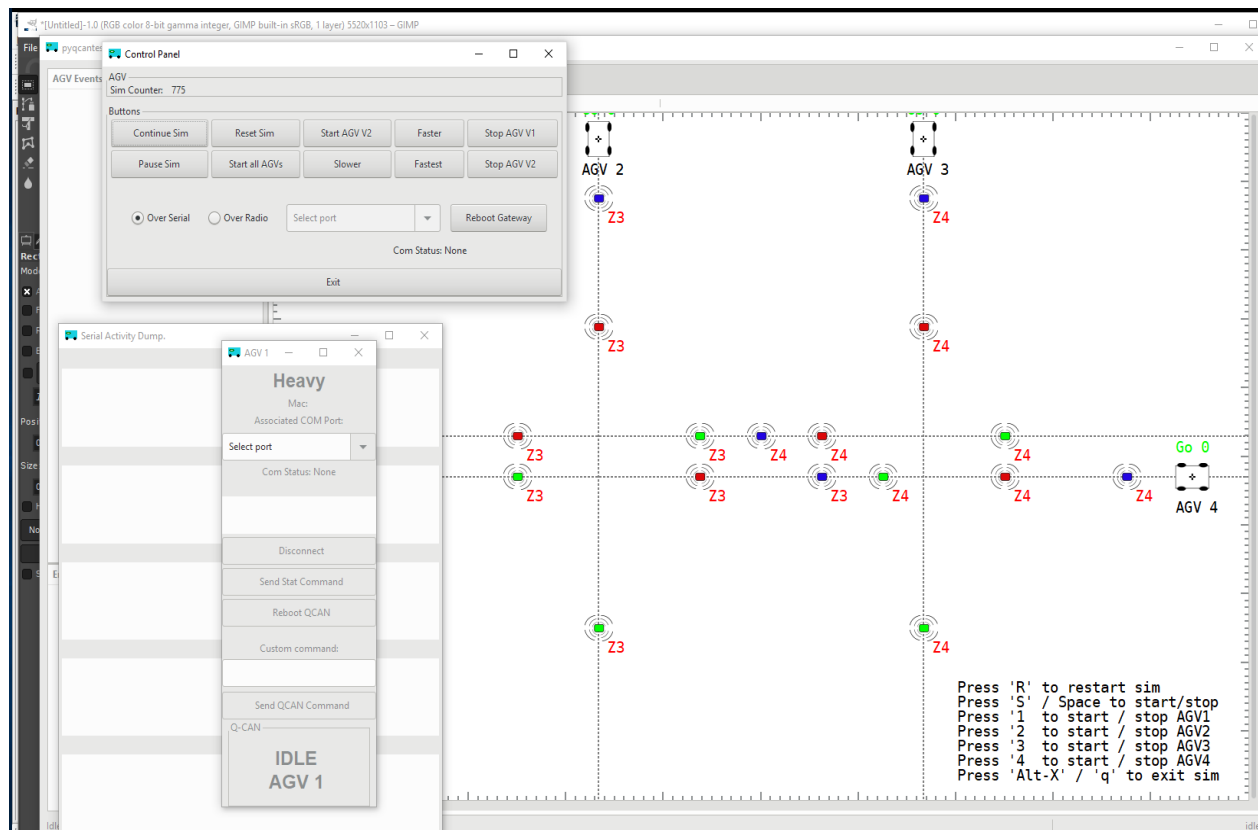 *[Untitled]-1.0 (RGB color 8-bit gamma integer, GIMP built-in sRGB, 1 layer) 5520x1103 – GIMP
File
pyqcantes
Control Panel
AGV Events
AGV
Sim Counter: 775
Buttons
Continue Sim
Reset Sim
Start AGV V2
Faster
Stop AGV V1
Pause Sim
Start all AGVs
Slower
Fastest
Stop AGV V2
Over Serial
Over Radio
Select port
Reboot Gateway
Com Status: None
Exit
AGV 2
AGV 3
Z3
Z4
Z3
Z4
Z3
Z3
Z4
Z4
Z4
Go 0
Z3
Z3
Z3
Z4
Z4
Z4
AGV 4
Z3
Z4
Press 'R' to restart sim
Press 'S' / Space to start/stop
Press '1  to start / stop AGV1
Press '2  to start / stop AGV2
Press '3  to start / stop AGV3
Press '4  to start / stop AGV4
Press 'Alt-X' / 'q' to exit sim
Serial Activity Dump.
AGV 1
Heavy
Mac:
Associated COM Port:
Select port
Com Status: None
Disconnect
Send Stat Command
Reboot QCAN
Custom command:
Send QCAN Command
Q-CAN
IDLE
AGV 1
Rect
Mode
Posi
Size
No
Idle
idle